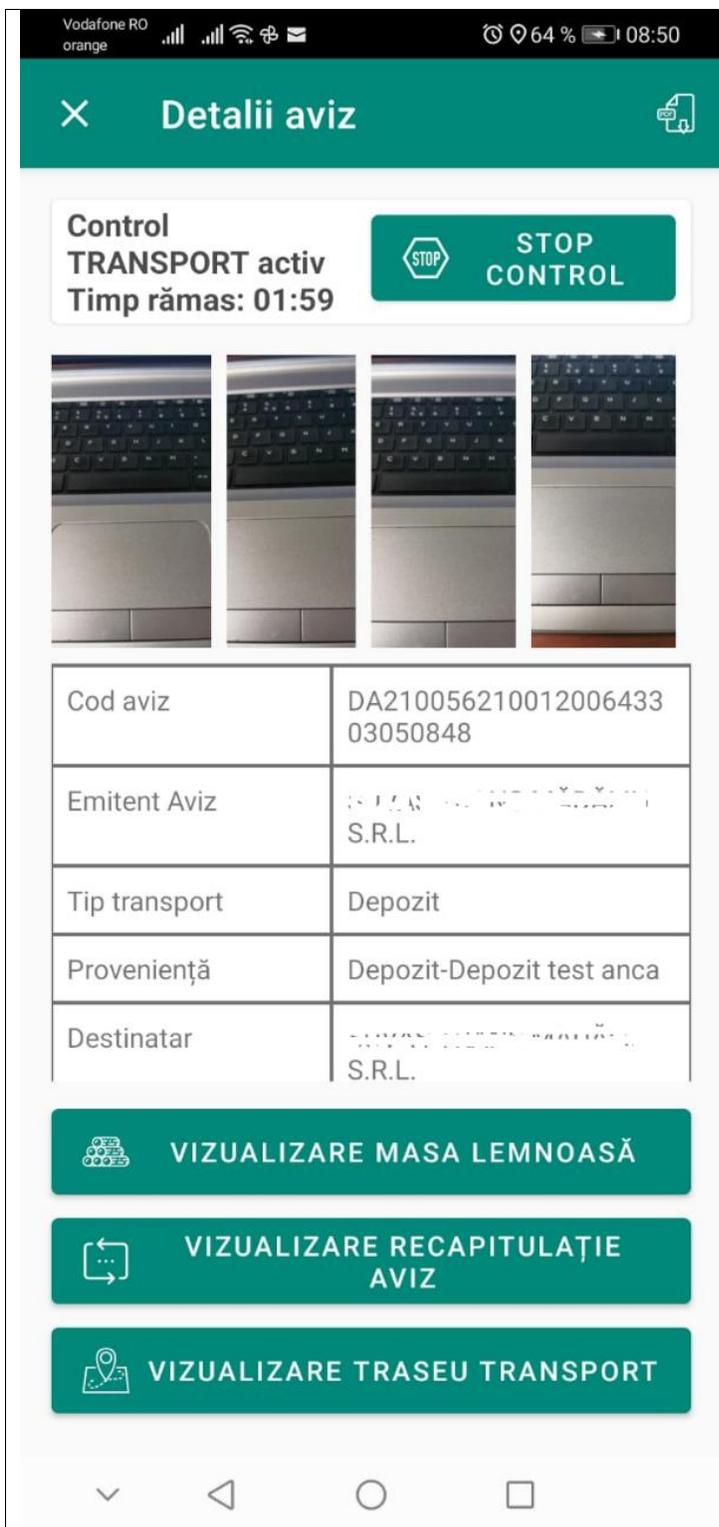 Vodafone RO
orange
64 % 08:50
Detalii aviz
PDF
Control
TRANSPORT activ
Timp rămas: 01:59
STOP
STOP
CONTROL
Cod aviz
DA210056210012006433
03050848
Emitent Aviz
S.R.L.
Tip transport
Depozit
Proveniență
Depozit-Depozit test anca
Destinatar
S.R.L.
VIZUALIZARE MASA LEMNOASĂ
VIZUALIZARE RECAPITULAȚIE
AVIZ
VIZUALIZARE TRASEU TRANSPORT